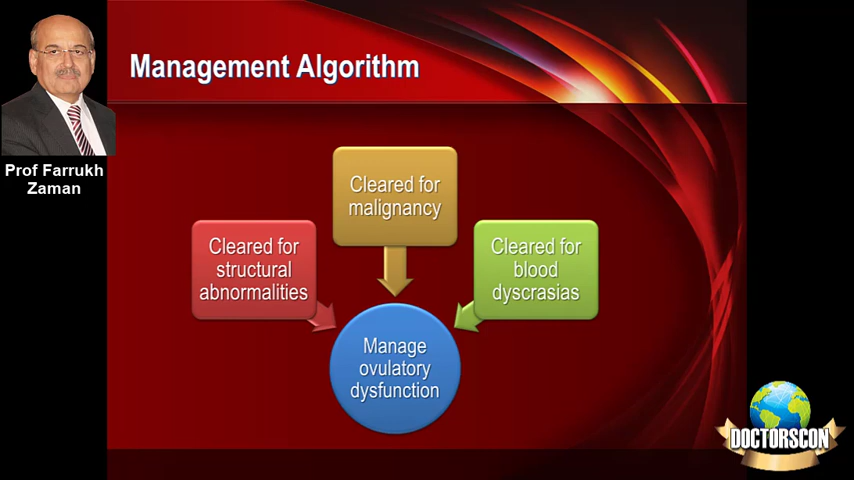 Management Algorithm
Prof Farrukh
Zaman
Cleared for
malignancy
Cleared for
structural
abnormalities
Cleared for
blood
dyscrasias
Manage
ovulatory
dysfunction
DOCTORSCON